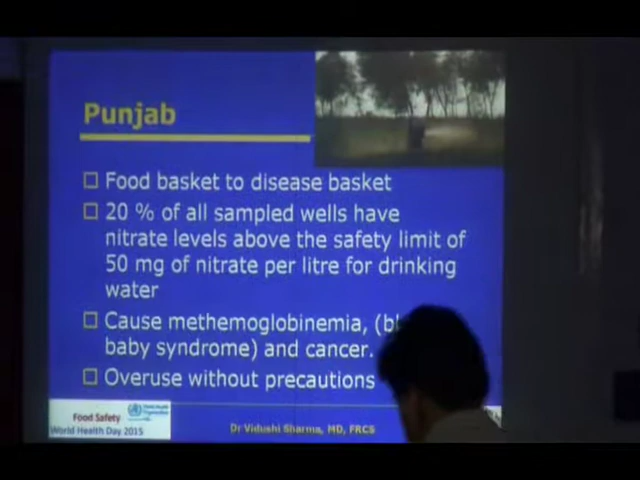 Punjab
Food basket to disease basket
20 % of all sampled wells have
nitrate levels above the safety limit of
50 mg of nitrate per litre for drinking
water
Cause methemoglobinemia,
baby syndrome) and cancer.
Overuse without precautions
Food Safety
World Health Day 2015
Dr Vidushi Sharma, MD, FRCS